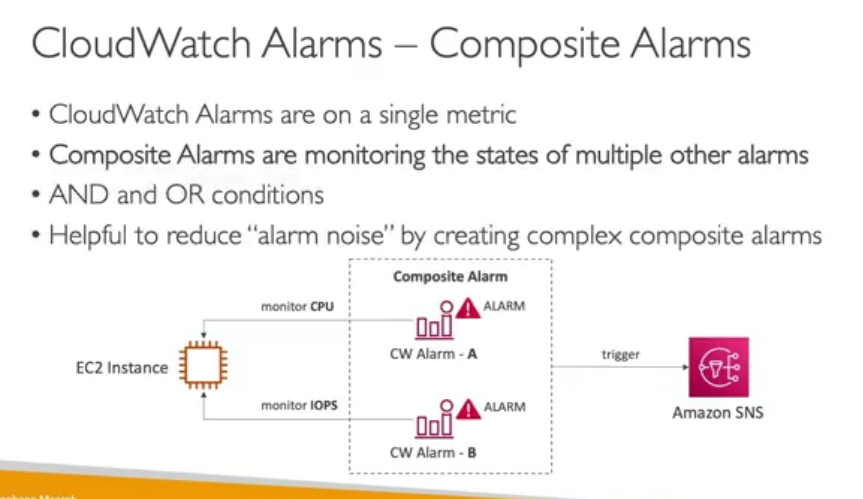 CloudWatch Alarms – Composite Alarms
• CloudWatch Alarms are on a single metric
• Composite Alarms are monitoring the states of multiple other alarms
• AND and OR conditions
• Helpful to reduce “alarm noise” by creating complex composite alarms
Composite Alarm
monitor CPU
ALARM
CW Alarm - A
EC2 Instance
trigger
Amazon SNS
monitor IOPS
ALARM
CW Alarm - B